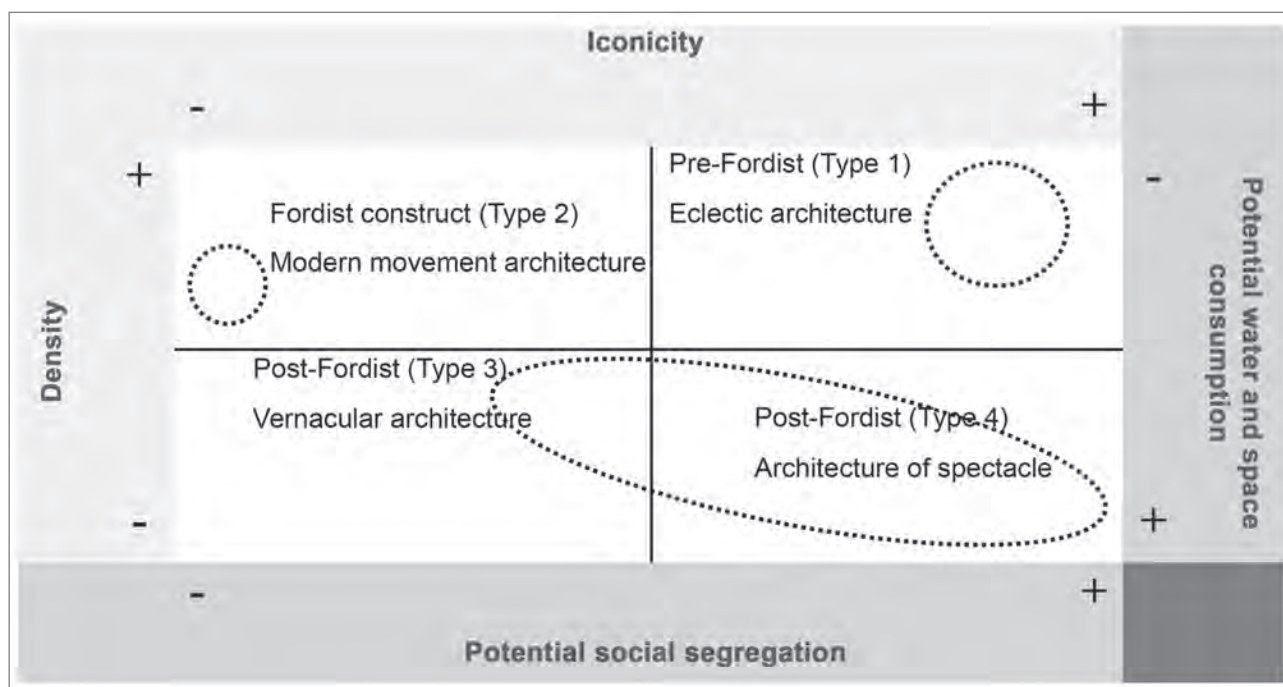 Iconicity
- +
+ -
Pre-Fordist (Type 1)
Eclectic architecture
Fordist construct (Type 2)
Modern movement architecture
Density
Potential water and space
consumption
Post-Fordist (Type 3)
Vernacular architecture
Post-Fordist (Type 4)
Architecture of spectacle
- +
- +
Potential social segregation